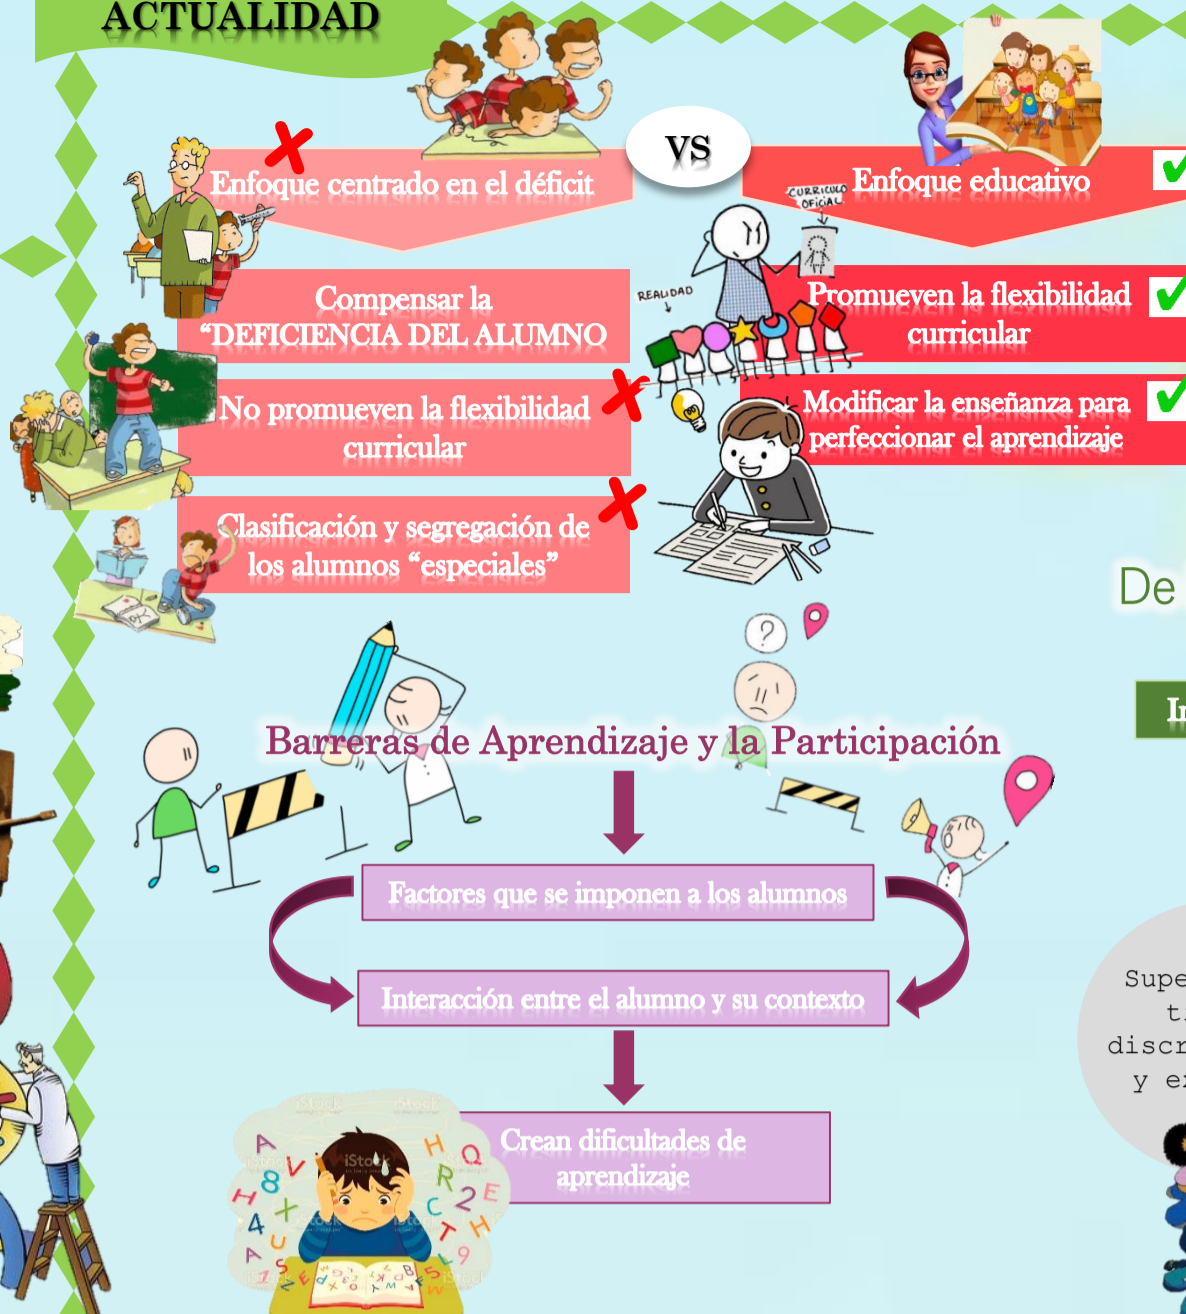 ACTUALIDAD
Enfoque centrado en el déficit
VS
Enfoque educativo
Compensar la
“DEFICIENCIA DEL ALUMNO
No promueven la flexibilidad
curricular
Clasificación y segregación de
los alumnos “especiales”
CURRICULO
OFICIAL
REALIDAD
Promueven la flexibilidad
curricular
Modificar la enseñanza para
perfeccionar el aprendizaje
De
?
Barreras de Aprendizaje y la Participación
Factores que se imponen a los alumnos
Interacción entre el alumno y su contexto
Crean dificultades de
aprendizaje
y
iStock